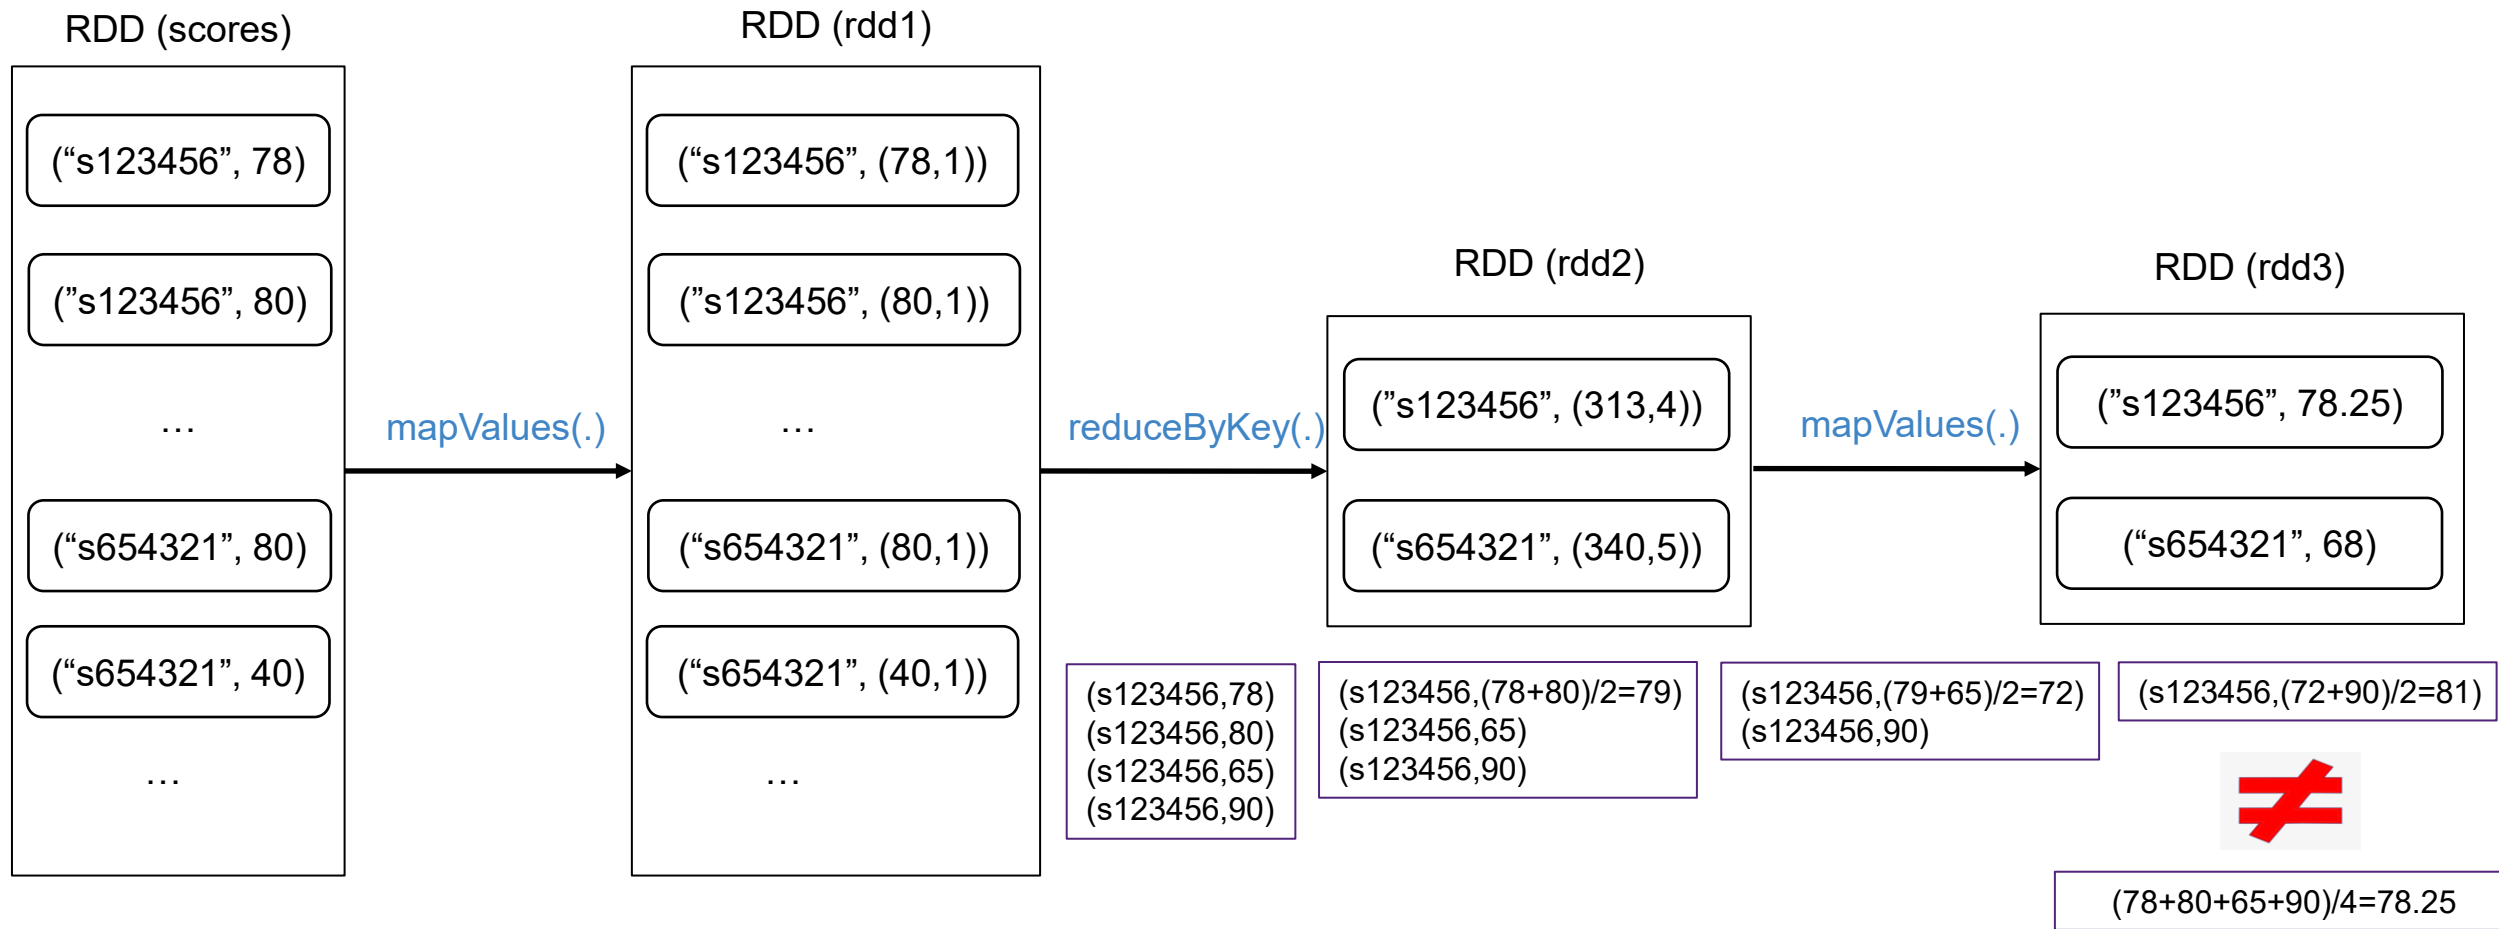 RDD (scores)
(“s123456”, 78)
(”s123456”, 80)
…
(“s654321”, 80)
(“s654321”, 40)
…
mapValues(.)
RDD (rdd1)
(“s123456”, (78,1))
(”s123456”, (80,1))
…
(“s654321”, (80,1))
(“s654321”, (40,1))
…
reduceByKey(.)
RDD (rdd2)
(”s123456”, (313,4))
(“s654321”, (340,5))
mapValues(.)
RDD (rdd3)
(”s123456”, 78.25)
(“s654321”, 68)
(s123456,78)
(s123456,80)
(s123456,65)
(s123456,90)
(s123456,(78+80)/2=79)
(s123456,65)
(s123456,90)
(s123456,(79+65)/2=72)
(s123456,90)
(s123456,(72+90)/2=81)
≠
(78+80+65+90)/4=78.25